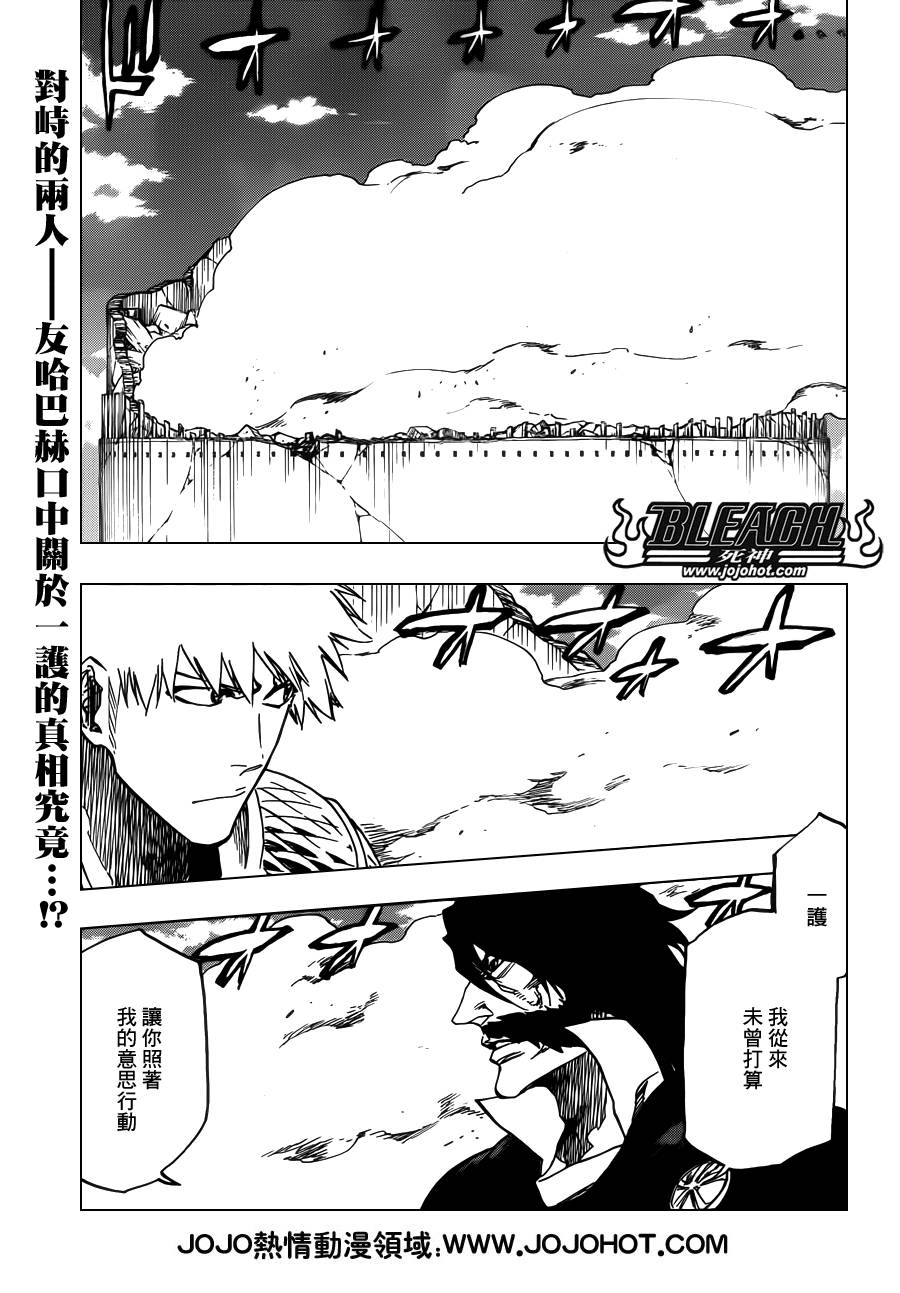 對峙的兩人——友哈巴赫口中關於一護的真相究竟…!?
BLEACH
死神
www.jojohot.com
一護
我從來
未曾打算
讓你照著
我的意思行動
JOJO熱情動漫領域:WWW.JOJOHOT.COM